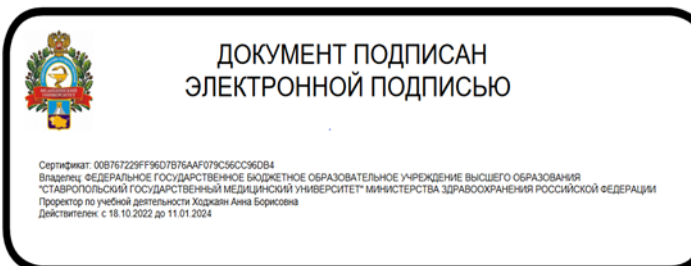 ДОКУМЕНТ ПОДПИСАН
ЭЛЕКТРОННОЙ ПОДПИСЬЮ
Сертификат: 00B767229FF96D7B76AAF079C56CC96DB4
Владелец: ФЕДЕРАЛЬНОЕ ГОСУДАРСТВЕННОЕ БЮДЖЕТНОЕ ОБРАЗОВАТЕЛЬНОЕ УЧРЕЖДЕНИЕ ВЫСШЕГО ОБРАЗОВАНИЯ
"СТАВРОПОЛЬСКИЙ ГОСУДАРСТВЕННЫЙ МЕДИЦИНСКИЙ УНИВЕРСИТЕТ" МИНИСТЕРСТВА ЗДРАВООХРАНЕНИЯ РОССИЙСКОЙ ФЕДЕРАЦИИ
Проректор по учебной деятельности Ходжаян Анна Борисовна
Действителен: с 18.10.2022 до 11.01.2024